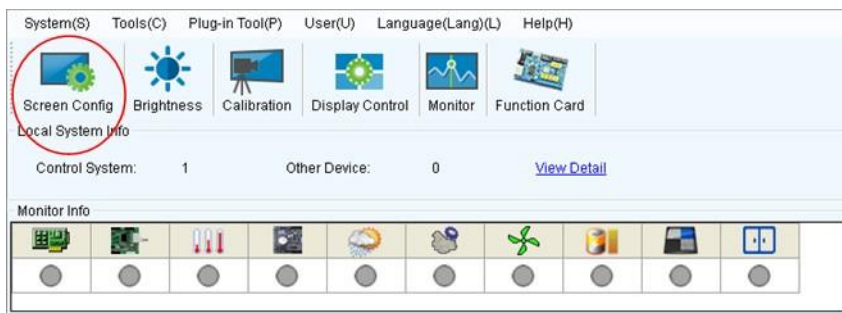 System(S) Tools(C) Plug-in Tool(P) User(U) Language(Lang)(L) Help(H)
Screen Config Brightness Calibration Display Control Monitor Function Card
Local System Info
Control System: 1 Other Device: 0 View Detail
Monitor Info